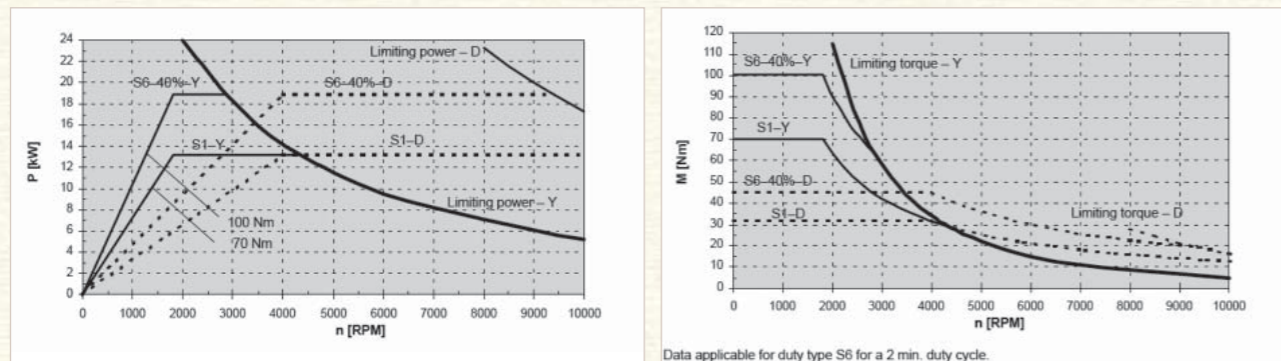 24
22
20
18
16
14
12
10
8
6
4
2
0
P [kW]
Limiting power – D
S6–40%–Y
S6–40%–D
S1–Y
S1–D
Limiting power – Y
100 Nm
70 Nm
0 1000 2000 3000 4000 5000 6000 7000 8000 9000 10000
n [RPM]
120
110
100
90
80
70
60
50
40
30
20
10
0
M [Nm]
Limiting torque – Y
S6–40%–Y
S1–Y
S6–40%–D
S1–D
Limiting torque – D
0 1000 2000 3000 4000 5000 6000 7000 8000 9000 10000
n [RPM]
Data applicable for duty type S6 for a 2 min. duty cycle.